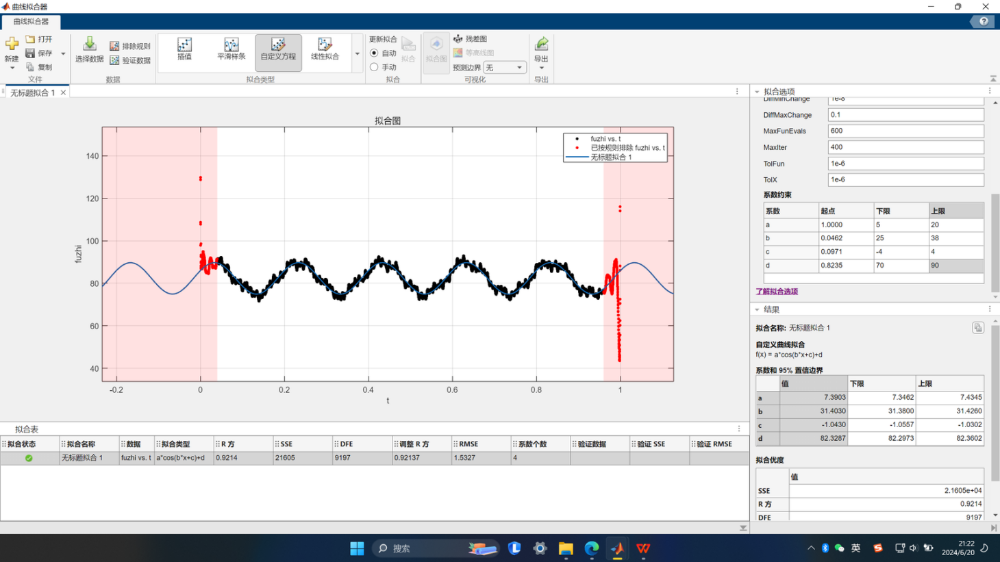 曲线拟合器
曲线拟合器
新建
打开
保存
复制
文件
选择数据
排除规则
验证数据
数据
插值
平滑样条
自定义方程
线性拟合
拟合类型
更新拟合
自动
手动
拟合
拟合
拟合图
残差图
等高线图
预测边界 无
可视化
导出
导出
无标题拟合 1
拟合图
fuzhi vs. t
已按规则排除 fuzhi vs. t
无标题拟合 1
140
120
100
80
60
40
fuzhi
-0.2 0 0.2 0.4 0.6 0.8 1
t
拟合表
拟合状态 拟合名称 数据 拟合类型 R 方 SSE DFE 调整 R 方 RMSE 系数个数 验证数据 验证 SSE 验证 RMSE
无标题拟合 1 fuzhi vs. t a*cos(b*x+c)+d 0.9214 21605 9197 0.92137 1.5327 4
拟合选项
DiffMinChange 1e-8
DiffMaxChange 0.1
MaxFunEvals 600
MaxIter 400
TolFun 1e-6
TolX 1e-6
系数约束
系数 起点 下限 上限
a 1.0000 5 20
b 0.0462 25 38
c 0.0971 -4 4
d 0.8235 70 90
了解拟合选项
结果
拟合名称: 无标题拟合 1
自定义曲线拟合
f(x) = a*cos(b*x+c)+d
系数和 95% 置信边界
值 下限 上限
a 7.3903 7.3462 7.4345
b 31.4030 31.3800 31.4260
c -1.0430 -1.0557 -1.0302
d 82.3287 82.2973 82.3602
拟合优度
值
SSE 2.1605e+04
R 方 0.9214
DFE 9197
搜索
英
21:22
2024/6/20